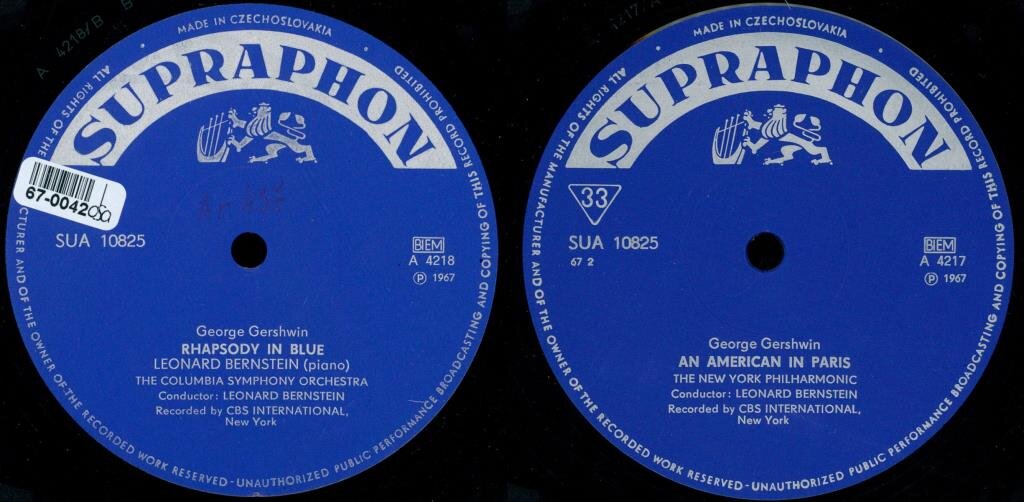 A 4218/B B
MADE IN CZECHOSLOVAKIA
ALL RIGHTS OF THE MANUFACTURER AND OF THE OWNER OF THE RECORDED WORK RESERVED - UNAUTHORIZED PUBLIC PERFORMANCE BROADCASTING AND COPYING OF THIS RECORD PROHIBITED
SUPRAPHON
67-0042
SUA 10825
BIEM
A 4218
Ⓟ 1967
George Gershwin
RHAPSODY IN BLUE
LEONARD BERNSTEIN (piano)
THE COLUMBIA SYMPHONY ORCHESTRA
Conductor: LEONARD BERNSTEIN
Recorded by CBS INTERNATIONAL,
New York
MADE IN CZECHOSLOVAKIA
ALL RIGHTS OF THE MANUFACTURER AND OF THE OWNER OF THE RECORDED WORK RESERVED - UNAUTHORIZED PUBLIC PERFORMANCE BROADCASTING AND COPYING OF THIS RECORD PROHIBITED
SUPRAPHON
33
SUA 10825
67 2
BIEM
A 4217
Ⓟ 1967
George Gershwin
AN AMERICAN IN PARIS
THE NEW YORK PHILHARMONIC
Conductor: LEONARD BERNSTEIN
Recorded by CBS INTERNATIONAL,
New York